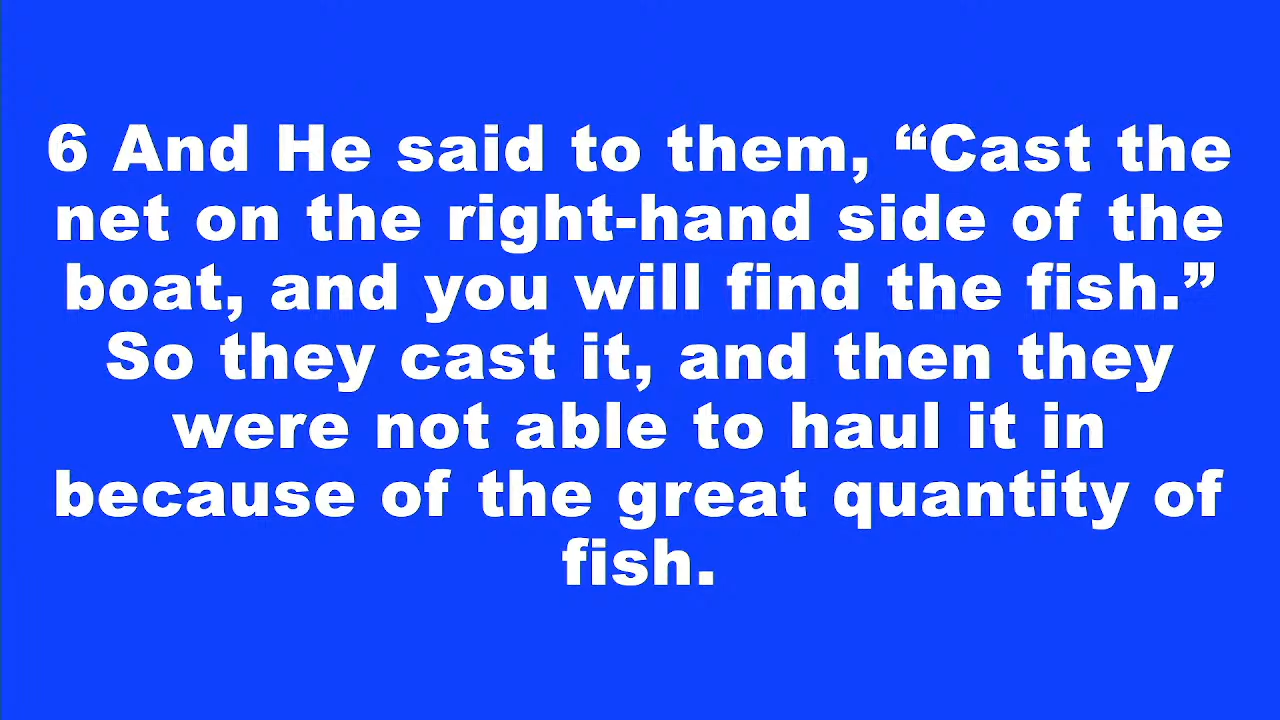 6 And He said to them, “Cast the
net on the right-hand side of the
boat, and you will find the fish.”
So they cast it, and then they
were not able to haul it in
because of the great quantity of
fish.